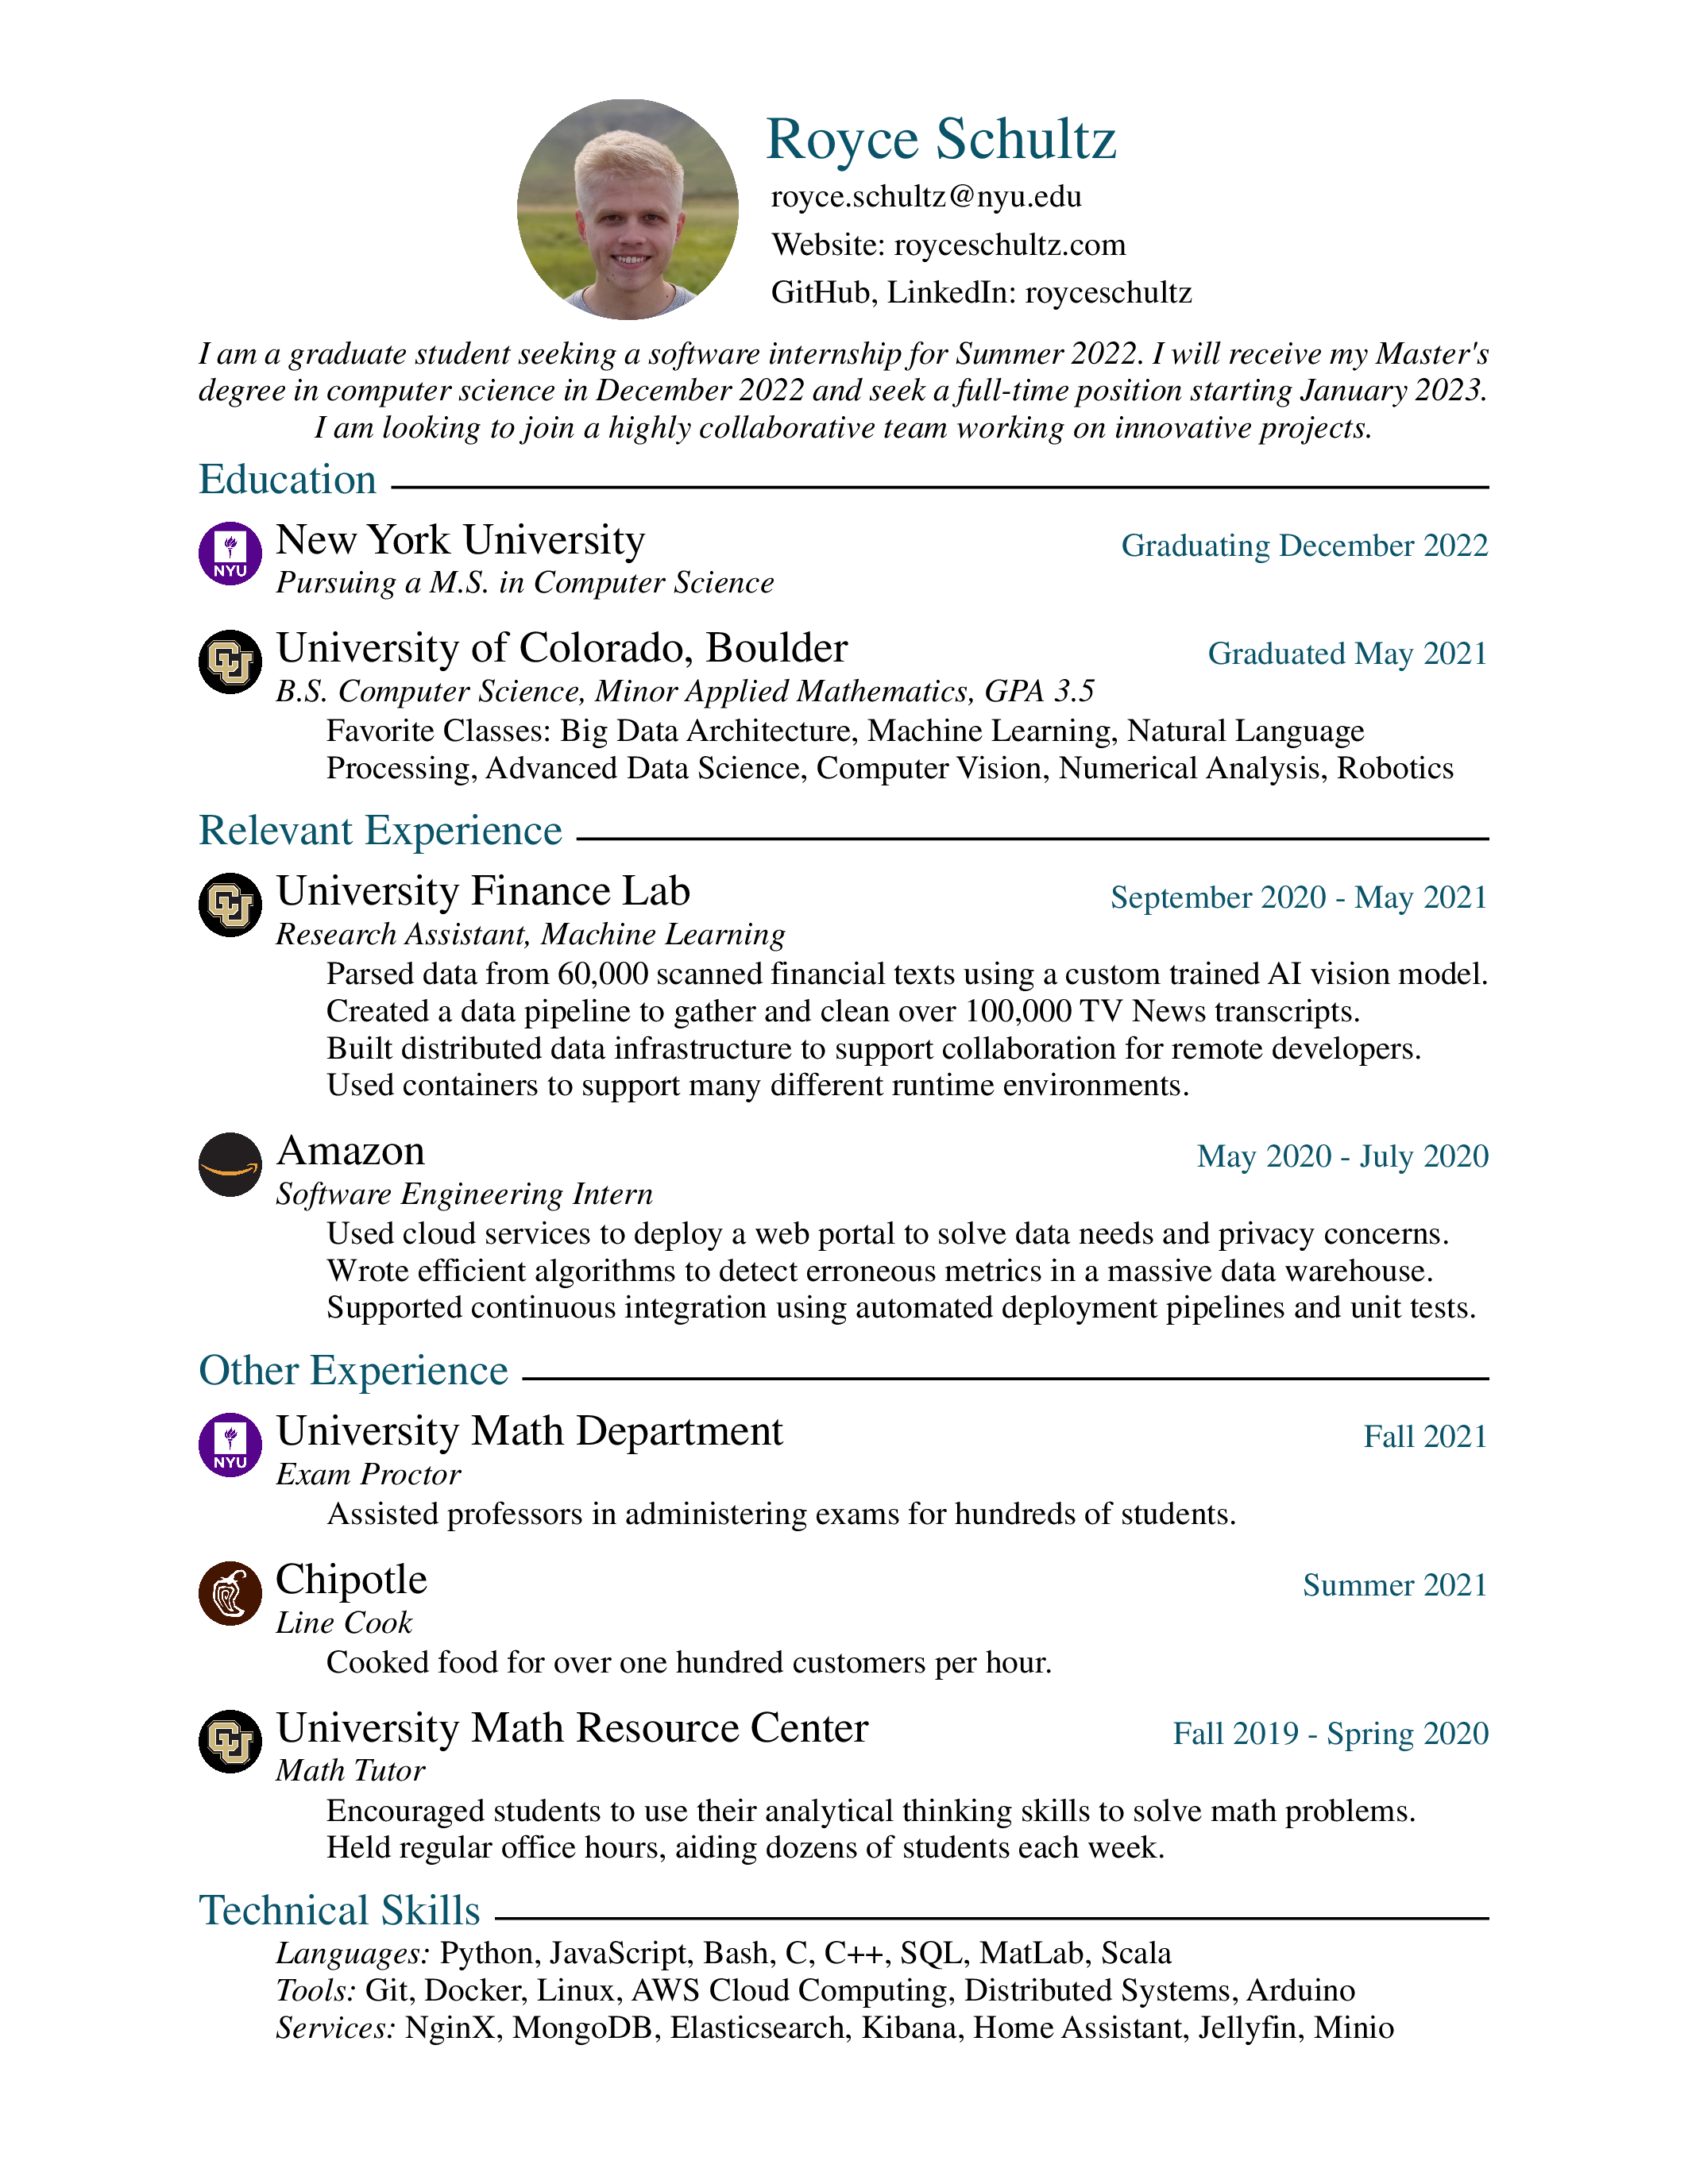 Royce Schultz
royce.schultz@nyu.edu
Website: royceschultz.com
GitHub, LinkedIn: royceschultz
I am a graduate student seeking a software internship for Summer 2022. I will receive my Master's
degree in computer science in December 2022 and seek a full-time position starting January 2023.
I am looking to join a highly collaborative team working on innovative projects.
Education
NYU
New York University
Graduating December 2022
Pursuing a M.S. in Computer Science
CU
University of Colorado, Boulder
Graduated May 2021
B.S. Computer Science, Minor Applied Mathematics, GPA 3.5
Favorite Classes: Big Data Architecture, Machine Learning, Natural Language
Processing, Advanced Data Science, Computer Vision, Numerical Analysis, Robotics
Relevant Experience
CU
University Finance Lab
September 2020 - May 2021
Research Assistant, Machine Learning
Parsed data from 60,000 scanned financial texts using a custom trained AI vision model.
Created a data pipeline to gather and clean over 100,000 TV News transcripts.
Built distributed data infrastructure to support collaboration for remote developers.
Used containers to support many different runtime environments.
Amazon
May 2020 - July 2020
Software Engineering Intern
Used cloud services to deploy a web portal to solve data needs and privacy concerns.
Wrote efficient algorithms to detect erroneous metrics in a massive data warehouse.
Supported continuous integration using automated deployment pipelines and unit tests.
Other Experience
NYU
University Math Department
Fall 2021
Exam Proctor
Assisted professors in administering exams for hundreds of students.
Chipotle
Summer 2021
Line Cook
Cooked food for over one hundred customers per hour.
CU
University Math Resource Center
Fall 2019 - Spring 2020
Math Tutor
Encouraged students to use their analytical thinking skills to solve math problems.
Held regular office hours, aiding dozens of students each week.
Technical Skills
Languages: Python, JavaScript, Bash, C, C++, SQL, MatLab, Scala
Tools: Git, Docker, Linux, AWS Cloud Computing, Distributed Systems, Arduino
Services: NginX, MongoDB, Elasticsearch, Kibana, Home Assistant, Jellyfin, Minio